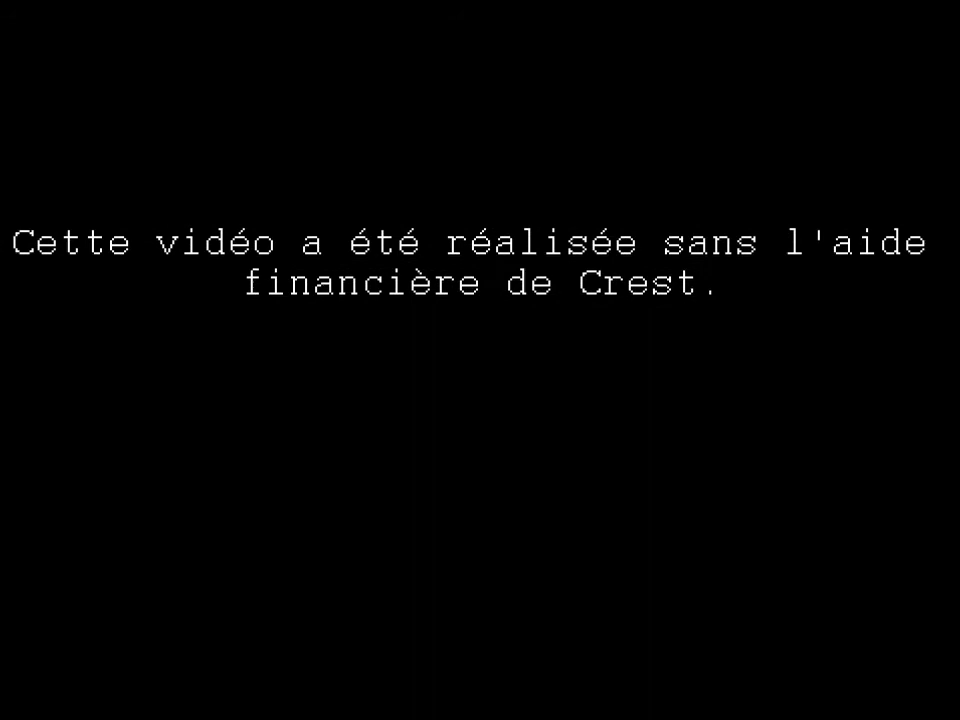 Cette vidéo a été réalisée sans l'aide
financière de Crest.